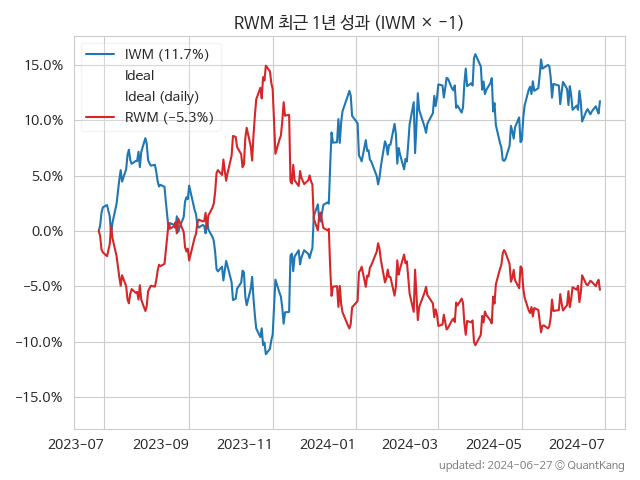 RWM 최근 1년 성과 (IWM × −1)
IWM (11.7%)
Ideal
Ideal (daily)
RWM (−5.3%)
15.0%
10.0%
5.0%
0.0%
−5.0%
−10.0%
−15.0%
2023-07 2023-09 2023-11 2024-01 2024-03 2024-05 2024-07
updated: 2024-06-27 © QuantKang